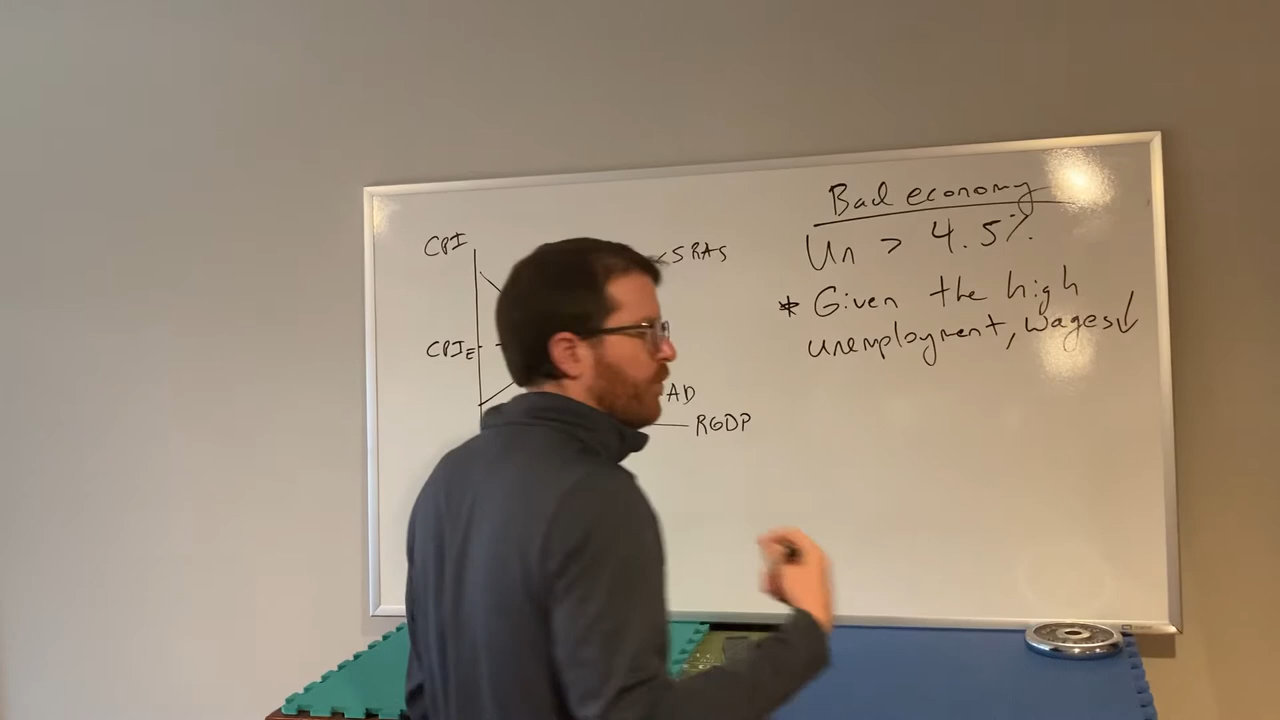 Bad economy
CPI
SRAS
Un > 4.5%
* Given the high
unemployment, wages↓
CPIE
AD
RGDP